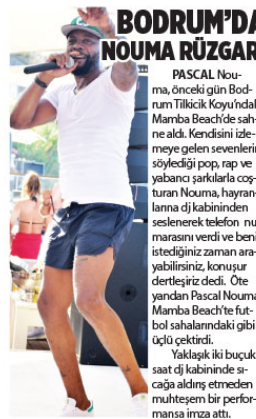 BODRUM'DA
NOUMA RÜZGAR
PASCAL Nou-
ma, önceki gün Bod-
rum Tilkicik Koyu'ndal
Mamba Beach'de sah-
ne aldı. Kendisini izle-
meye gelen sevenlerin
söylediği pop, rap ve
yabancı şarkılarla coş-
turan Nouma, hayran-
larına dj kabininden
seslenerek telefon nu
marasını verdi ve beni
istediğiniz zaman ara-
yabilirsiniz, konuşur
dertleşiriz dedi. Öte
yandan Pascal Nouma
Mamba Beach'te fut-
bol sahalarındaki gibi
üçlü çektirdi.
Yaklaşık iki buçuk
saat dj kabininde sı-
cağa aldırış etmeden
muhteşem bir perfor-
mansa imza attı.